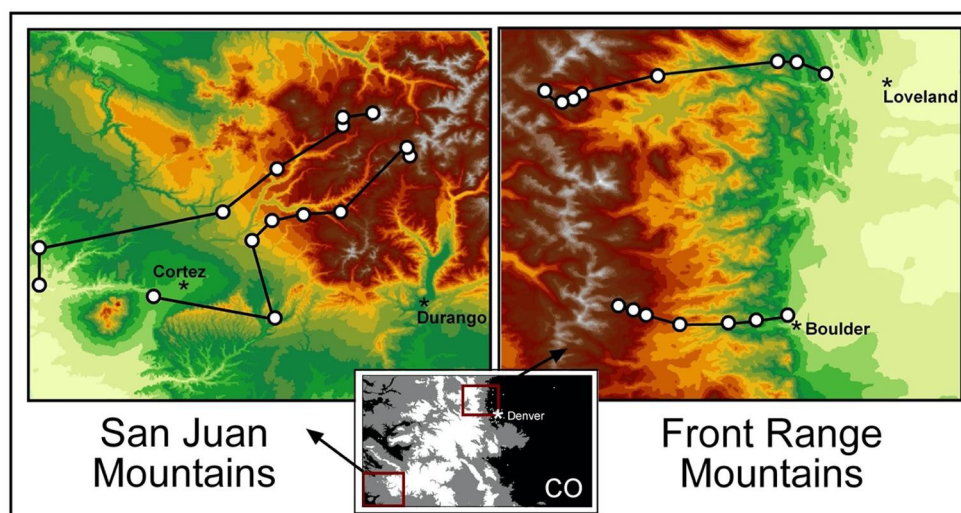 * Loveland
Cortez
*
* Durango
* Boulder
* Denver
CO
San Juan
Mountains
Front Range
Mountains